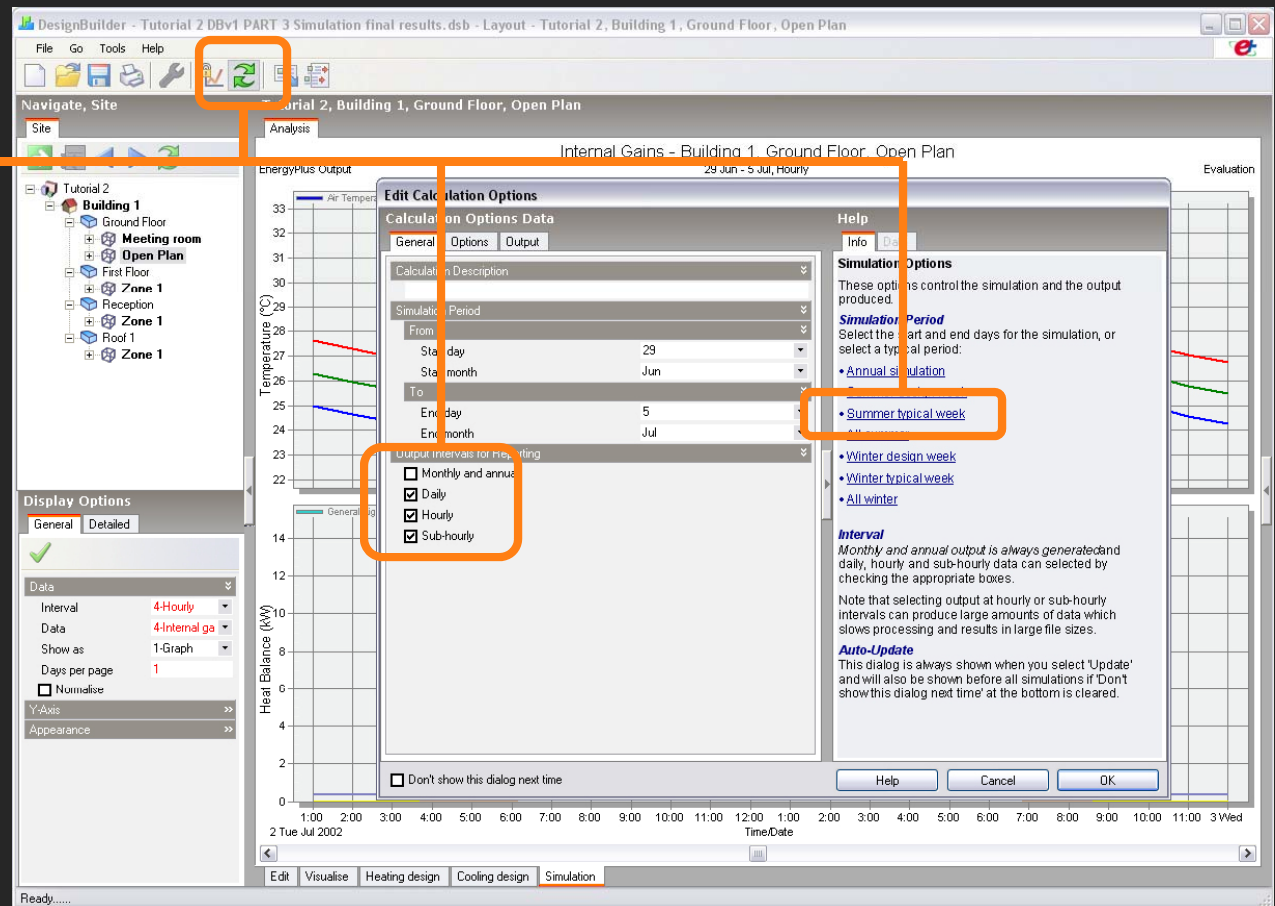 DesignBuilder - Tutorial 2 DBv1 PART 3 Simulation final results.dsb - Layout - Tutorial 2, Building 1, Ground Floor, Open Plan
File Go Tools Help
Navigate, Site
Site
Tutorial 2
Building 1
Ground Floor
Meeting room
Open Plan
First Floor
Zone 1
Reception
Zone 1
Roof 1
Zone 1
Display Options
General Detailed
Data
Interval 4-Hourly
Data 4-Internal ga
Show as 1-Graph
Days per page 1
Normalise
Y-Axis
Appearance
Tutorial 2, Building 1, Ground Floor, Open Plan
Analysis
Internal Gains - Building 1, Ground Floor, Open Plan
EnergyPlus Output 29 Jun - 5 Jul, Hourly Evaluation
Air Tempera
Temperature (°C)
33
32
31
30
29
28
27
26
25
24
23
22
General
Heat Balance (kW)
14
12
10
8
6
4
2
0
1:00 2:00 3:00 4:00 5:00 6:00 7:00 8:00 9:00 10:00 11:00 12:00 1:00 2:00 3:00 4:00 5:00 6:00 7:00 8:00 9:00 10:00 11:00 3 Wed
2 Tue Jul 2002 Time/Date
Edit Calculation Options
Calculation Options Data
General Options Output
Calculation Description
Simulation Period
From
Start day 29
Start month Jun
To
End day 5
End month Jul
Output Intervals for Reporting
Monthly and annual
Daily
Hourly
Sub-hourly
Don't show this dialog next time
Help
Info Data
Simulation Options
These options control the simulation and the output
produced.
Simulation Period
Select the start and end days for the simulation, or
select a typical period:
• Annual simulation
• Summer typical week
• Winter design week
• Winter typical week
• All winter
Interval
Monthly and annual output is always generatedand
daily, hourly and sub-hourly data can selected by
checking the appropriate boxes.
Note that selecting output at hourly or sub-hourly
intervals can produce large amounts of data which
slows processing and results in large file sizes.
Auto-Update
This dialog is always shown when you select 'Update'
and will also be shown before all simulations if 'Don't
show this dialog next time' at the bottom is cleared.
Help Cancel OK
Edit Visualise Heating design Cooling design Simulation
Ready......